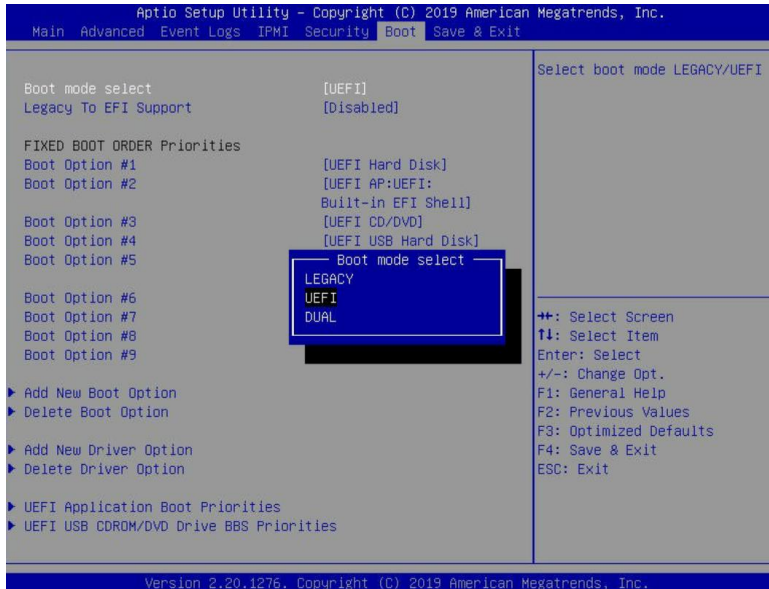 Aptio Setup Utility – Copyright (C) 2019 American Megatrends, Inc.
Main Advanced Event Logs IPMI Security Boot Save & Exit
Boot mode select [UEFI]
Legacy To EFI Support [Disabled]
FIXED BOOT ORDER Priorities
Boot Option #1 [UEFI Hard Disk]
Boot Option #2 [UEFI AP:UEFI:
Built-in EFI Shell]
Boot Option #3 [UEFI CD/DVD]
Boot Option #4 [UEFI USB Hard Disk]
Boot Option #5
Boot Option #6
Boot Option #7
Boot Option #8
Boot Option #9
Add New Boot Option
Delete Boot Option
Add New Driver Option
Delete Driver Option
UEFI Application Boot Priorities
UEFI USB CDROM/DVD Drive BBS Priorities
Boot mode select
LEGACY
UEFI
DUAL
Select boot mode LEGACY/UEFI
→←: Select Screen
↑↓: Select Item
Enter: Select
+/-: Change Opt.
F1: General Help
F2: Previous Values
F3: Optimized Defaults
F4: Save & Exit
ESC: Exit
Version 2.20.1276. Copyright (C) 2019 American Megatrends, Inc.